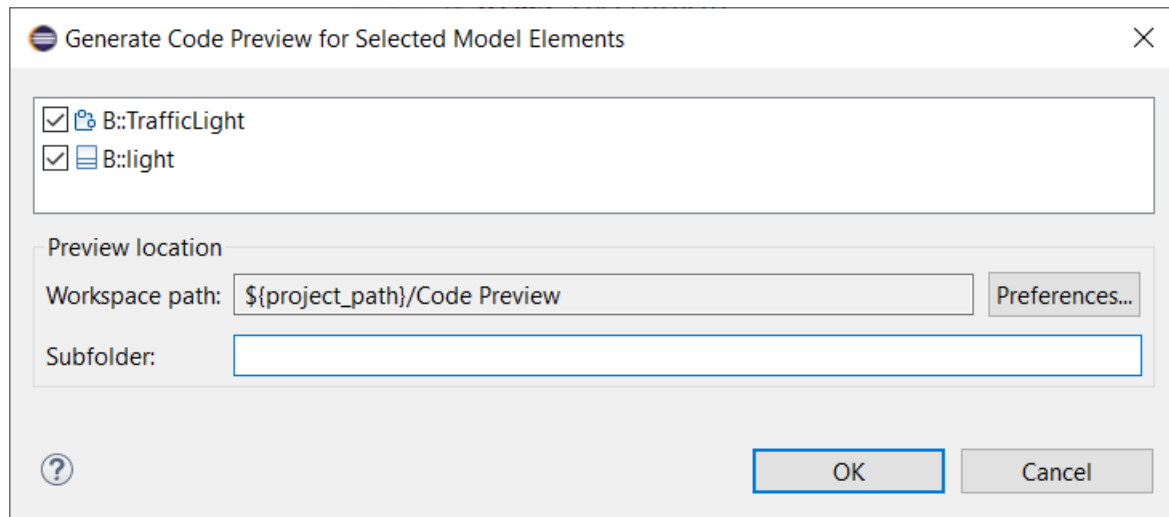 Generate Code Preview for Selected Model Elements
B::TrafficLight
B::light
Preview location
Workspace path: ${project_path}/Code Preview Preferences...
Subfolder:
OK Cancel